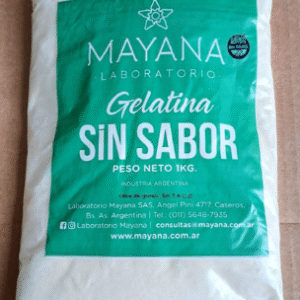 MAYANA
LABORATORIO
Gelatina
SiN SABOR
PESO NETO 1KG.
INDUSTRIA ARGENTINA
Laboratorio Mayana SAS, Angel Pini 4717, Caseros,
Bs. As. Argentina | Tel.: (011) 5648-7935
Laboratorio Mayana | consultas@mayana.com.ar
www.mayana.com.ar